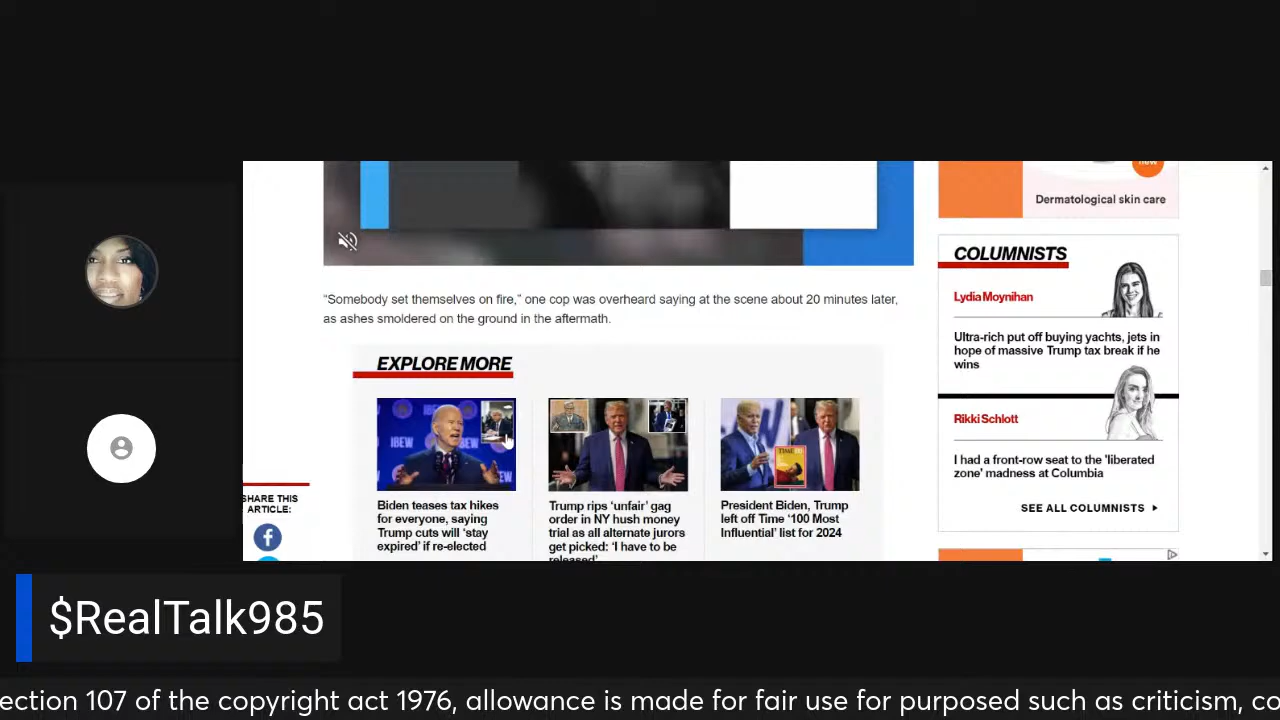 now
Dermatological skin care
COLUMNISTS
Lydia Moynihan
Ultra-rich put off buying yachts, jets in
hope of massive Trump tax break if he
wins
Rikki Schlott
I had a front-row seat to the 'liberated
zone' madness at Columbia
SEE ALL COLUMNISTS
“Somebody set themselves on fire,” one cop was overheard saying at the scene about 20 minutes later,
as ashes smoldered on the ground in the aftermath.
EXPLORE MORE
IBEW
IBEW
TIME
Biden teases tax hikes
for everyone, saying
Trump cuts will ‘stay
expired’ if re-elected
Trump rips ‘unfair’ gag
order in NY hush money
trial as all alternate jurors
get picked: ‘I have to be
released’
President Biden, Trump
left off Time ‘100 Most
Influential’ list for 2024
SHARE THIS
ARTICLE:
$RealTalk985
ection 107 of the copyright act 1976, allowance is made for fair use for purposed such as criticism, co